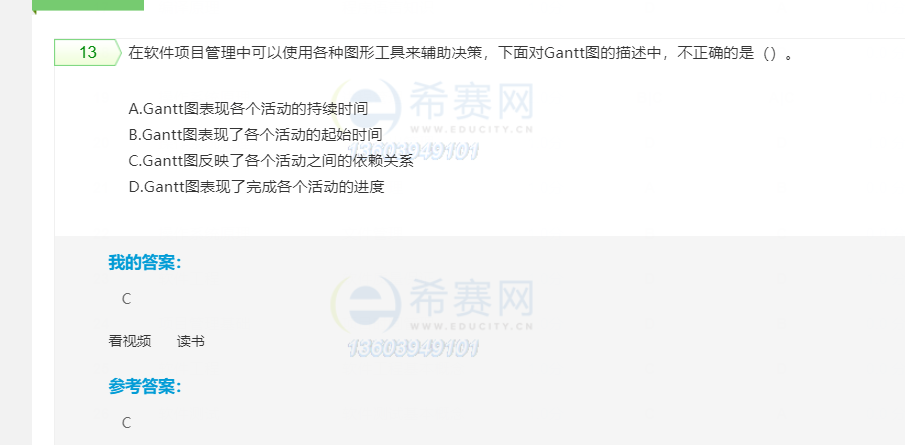 13 在软件项目管理中可以使用各种图形工具来辅助决策，下面对Gantt图的描述中，不正确的是（）。
希赛网
WWW.EDUCITY.CN
A.Gantt图表现各个活动的持续时间
B.Gantt图表现了各个活动的起始时间
13608949101
C.Gantt图反映了各个活动之间的依赖关系
D.Gantt图表现了完成各个活动的进度
我的答案：
C
希赛网
WWW.EDUCITY.CN
看视频 读书
13608949101
参考答案：
C